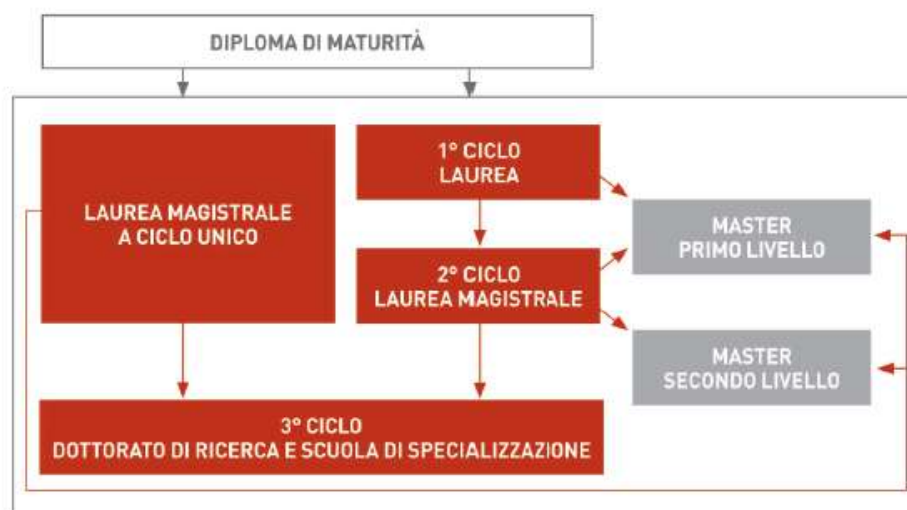 DIPLOMA DI MATURITÀ
LAUREA MAGISTRALE
A CICLO UNICO
1° CICLO
LAUREA
2° CICLO
LAUREA MAGISTRALE
MASTER
PRIMO LIVELLO
MASTER
SECONDO LIVELLO
3° CICLO
DOTTORATO DI RICERCA E SCUOLA DI SPECIALIZZAZIONE